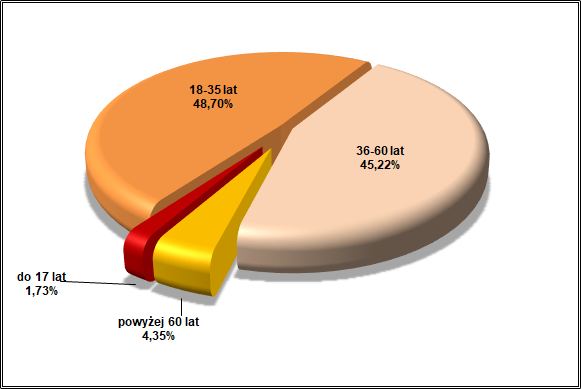 18-35 lat
48,70%
36-60 lat
45,22%
do 17 lat
1,73%
powyżej 60 lat
4,35%